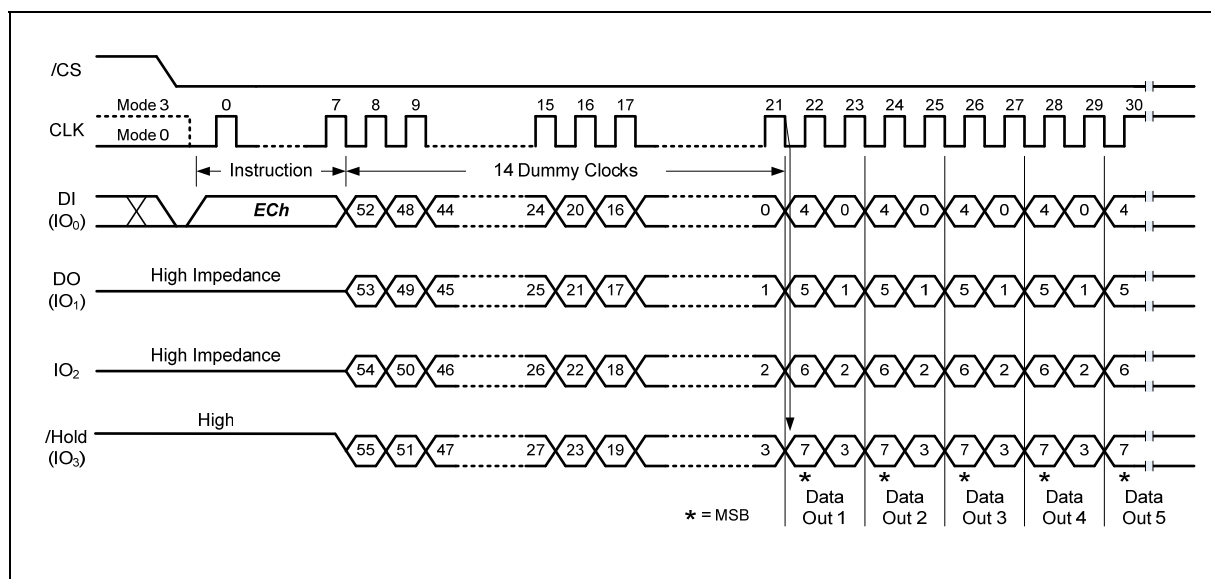 /CS
Mode 3 0 7 8 9 15 16 17 21 22 23 24 25 26 27 28 29 30
CLK
Mode 0
Instruction 14 Dummy Clocks
DI
(IO0) ECh 52 48 44 24 20 16 0 4 0 4 0 4 0 4 0 4
High Impedance
DO
(IO1) 53 49 45 25 21 17 1 5 1 5 1 5 1 5 1 5
High Impedance
IO2 54 50 46 26 22 18 2 6 2 6 2 6 2 6 2 6
High
/Hold
(IO3) 55 51 47 27 23 19 3 7 3 7 3 7 3 7 3 7
* * * * *
* = MSB
Data Out 1
Data Out 2
Data Out 3
Data Out 4
Data Out 5